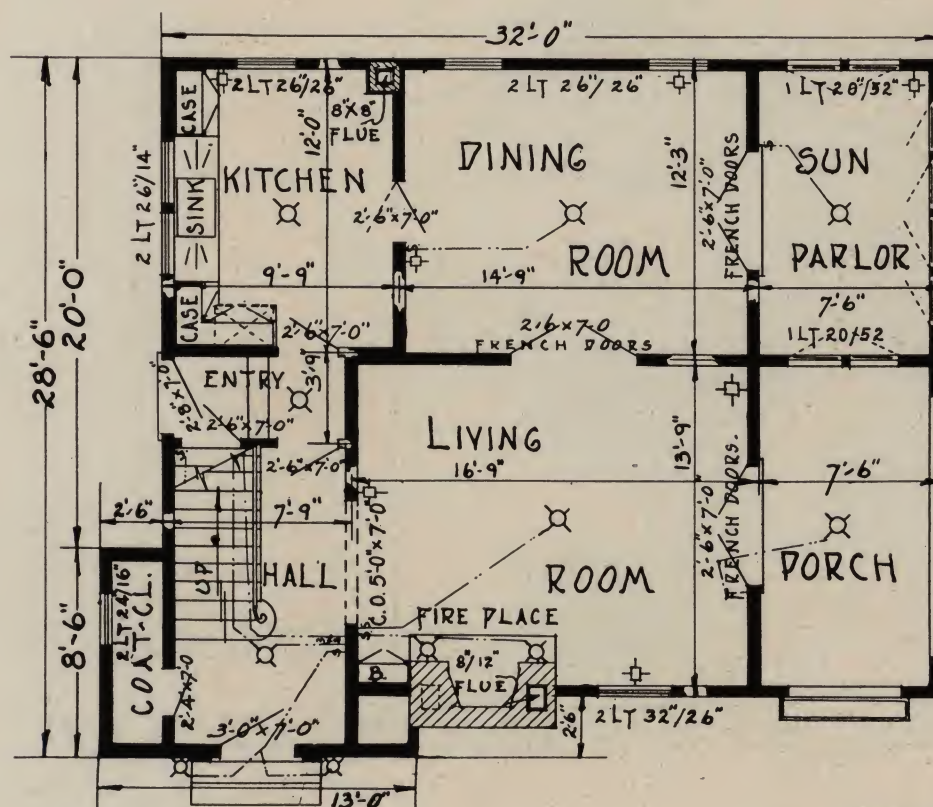 32'-0"
2 LT 26"/26"
2 LT 26"/26"
1 LT-28"/52"
CASE
8"X8"
FLUE
12'-0"
12'-3"
DINING
SUN
KITCHEN
SINK
2 LT 26"/14"
2'-6"x7'-0"
2'-6"x7'-0"
FRENCH DOORS
ROOM
PARLOR
9'-9"
14'-9"
7'-6"
CASE
2'-6"x7'-0"
2'6x7'-0
FRENCH DOORS
1 LT-20/52
28'-6"
20'-0"
ENTRY
3'-9"
2'-8"x7'-0"
2'-6"x7'-0"
LIVING
13'-9"
2'-6"x7'-0"
16'-9"
7'-6"
2'-6"
7'-9"
C.O. 5'-0"x7'-0"
2'-6"x7'-0"
FRENCH DOORS.
UP
HALL
ROOM
PORCH
8'-6"
2 LT 24"/16"
COAT-CL.
FIRE PLACE
8"/12"
FLUE
B.
2'-4x7'-0"
3'-0"x7'-0"
2'6"
2 LT 32"/26"
13'-0"